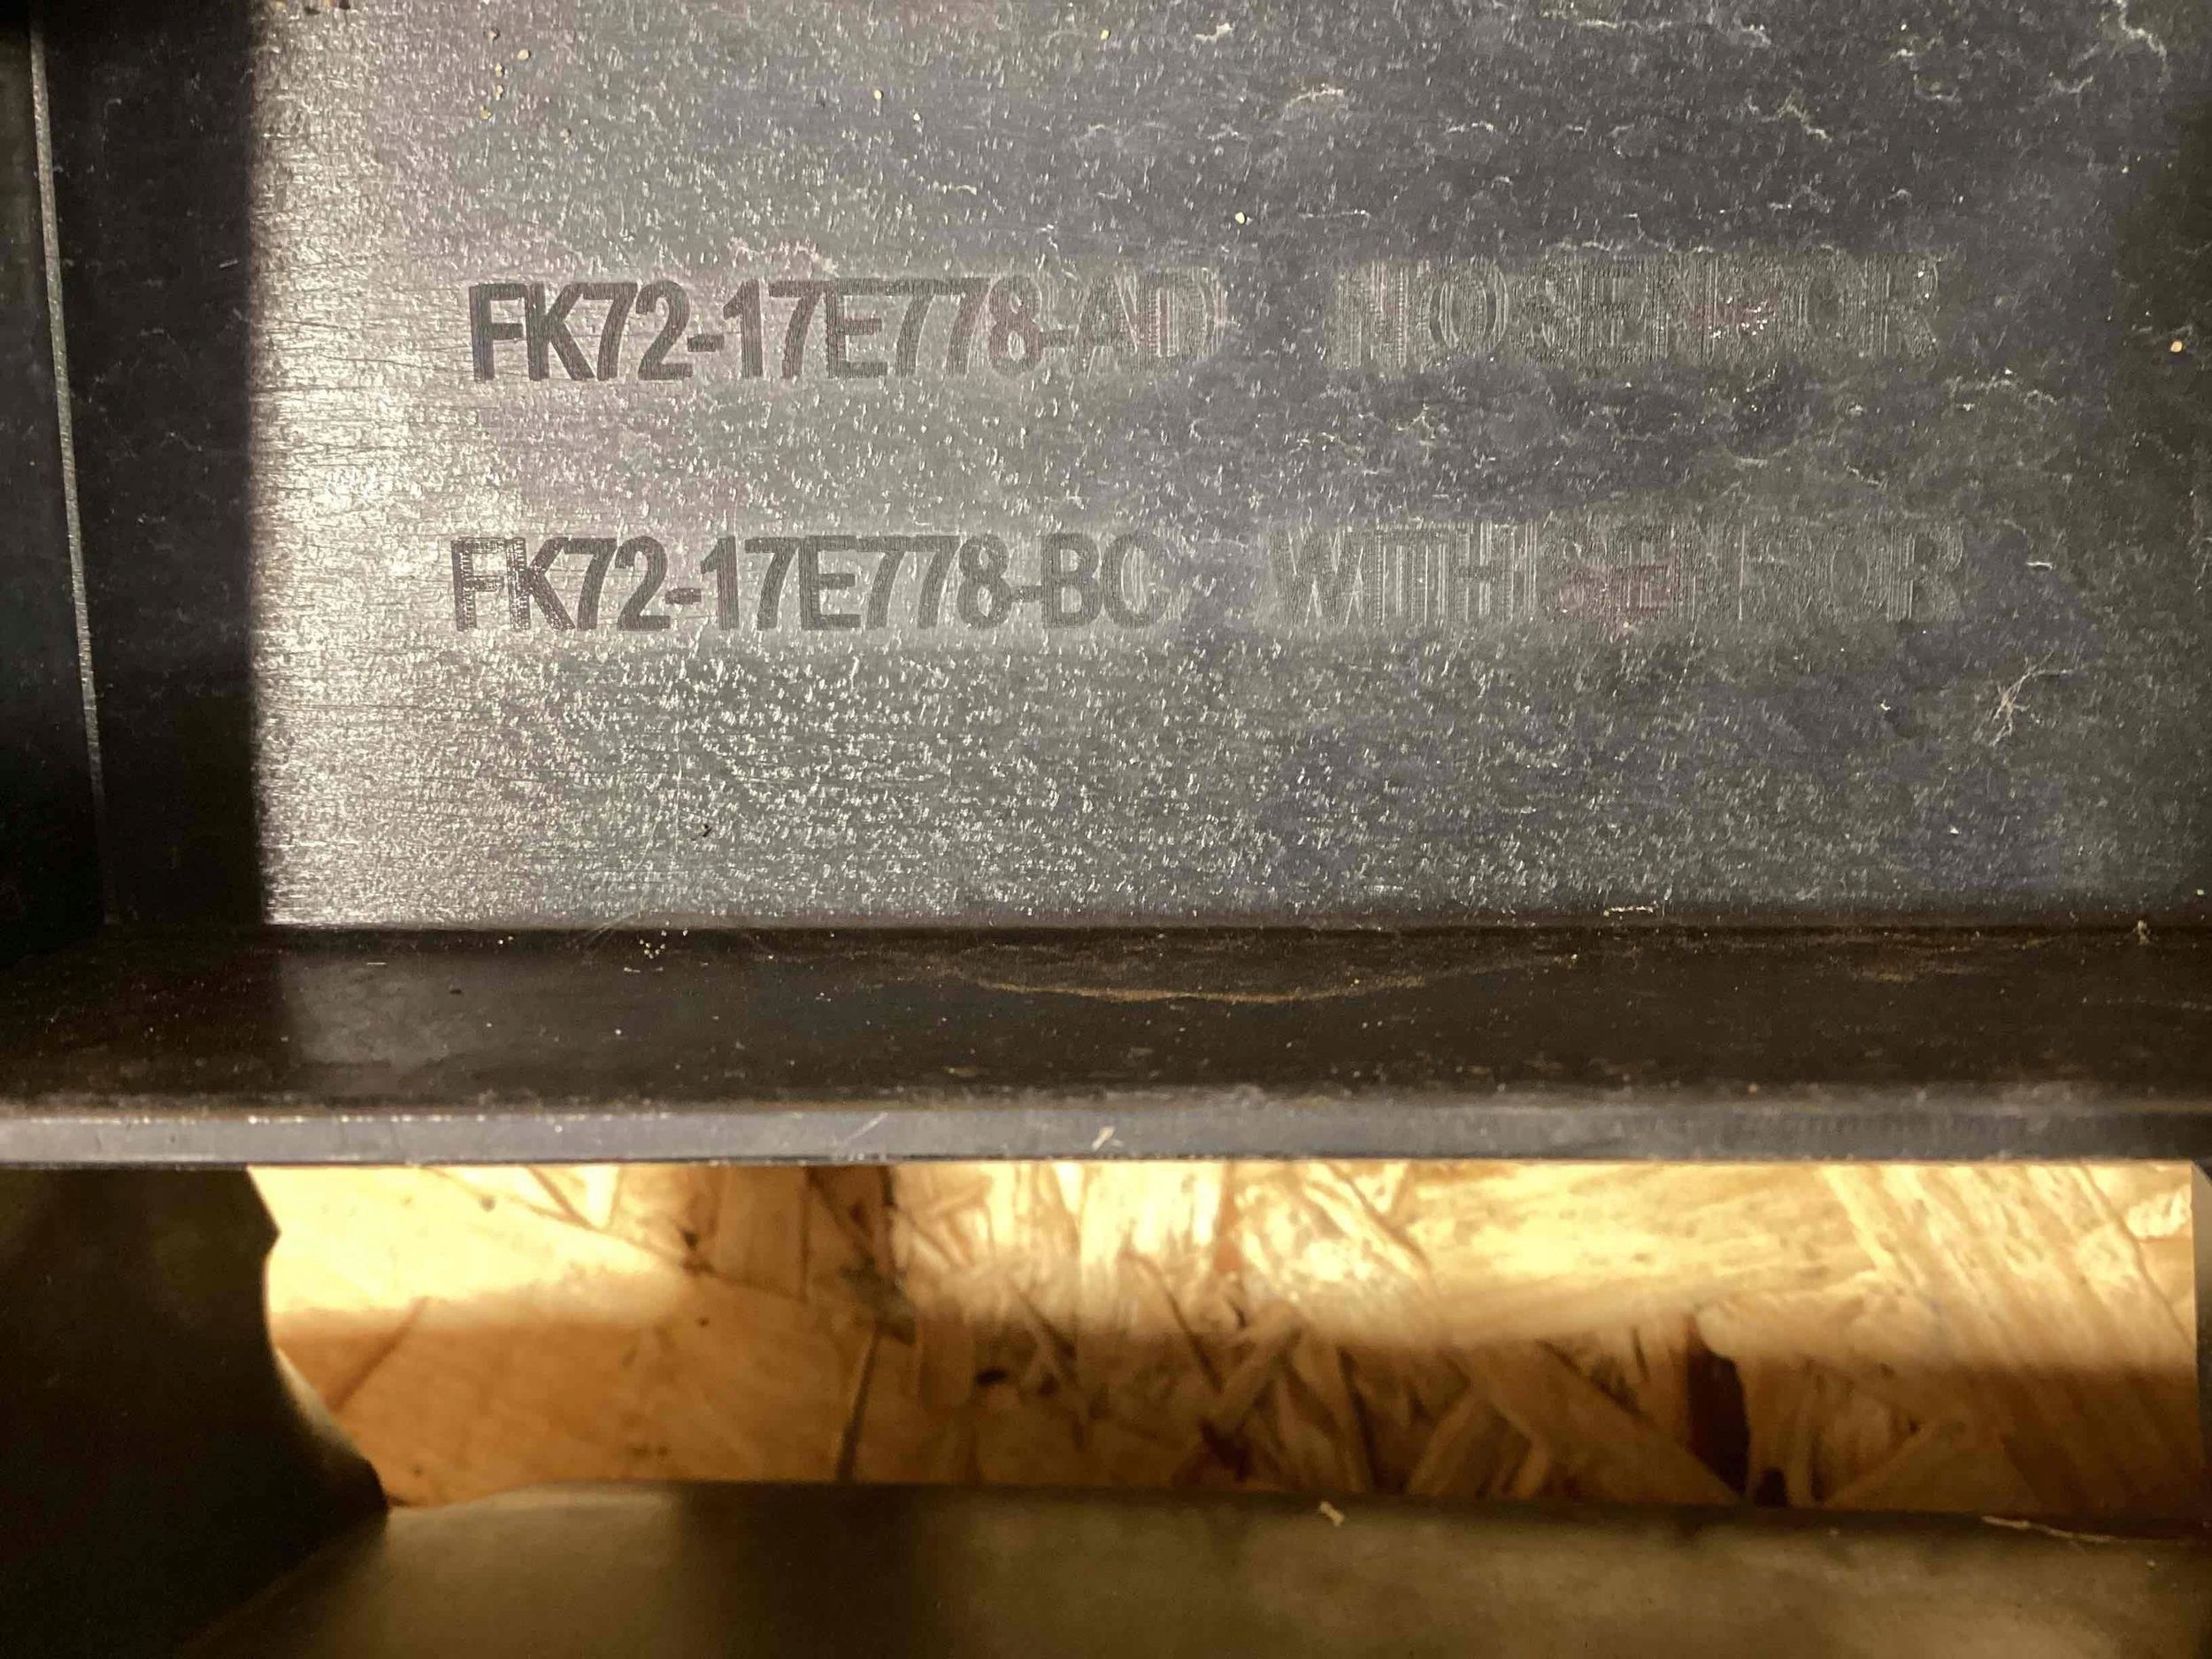 FK72-17E778-AD NO SENSOR
FK72-17E778-BC WITH SENSOR